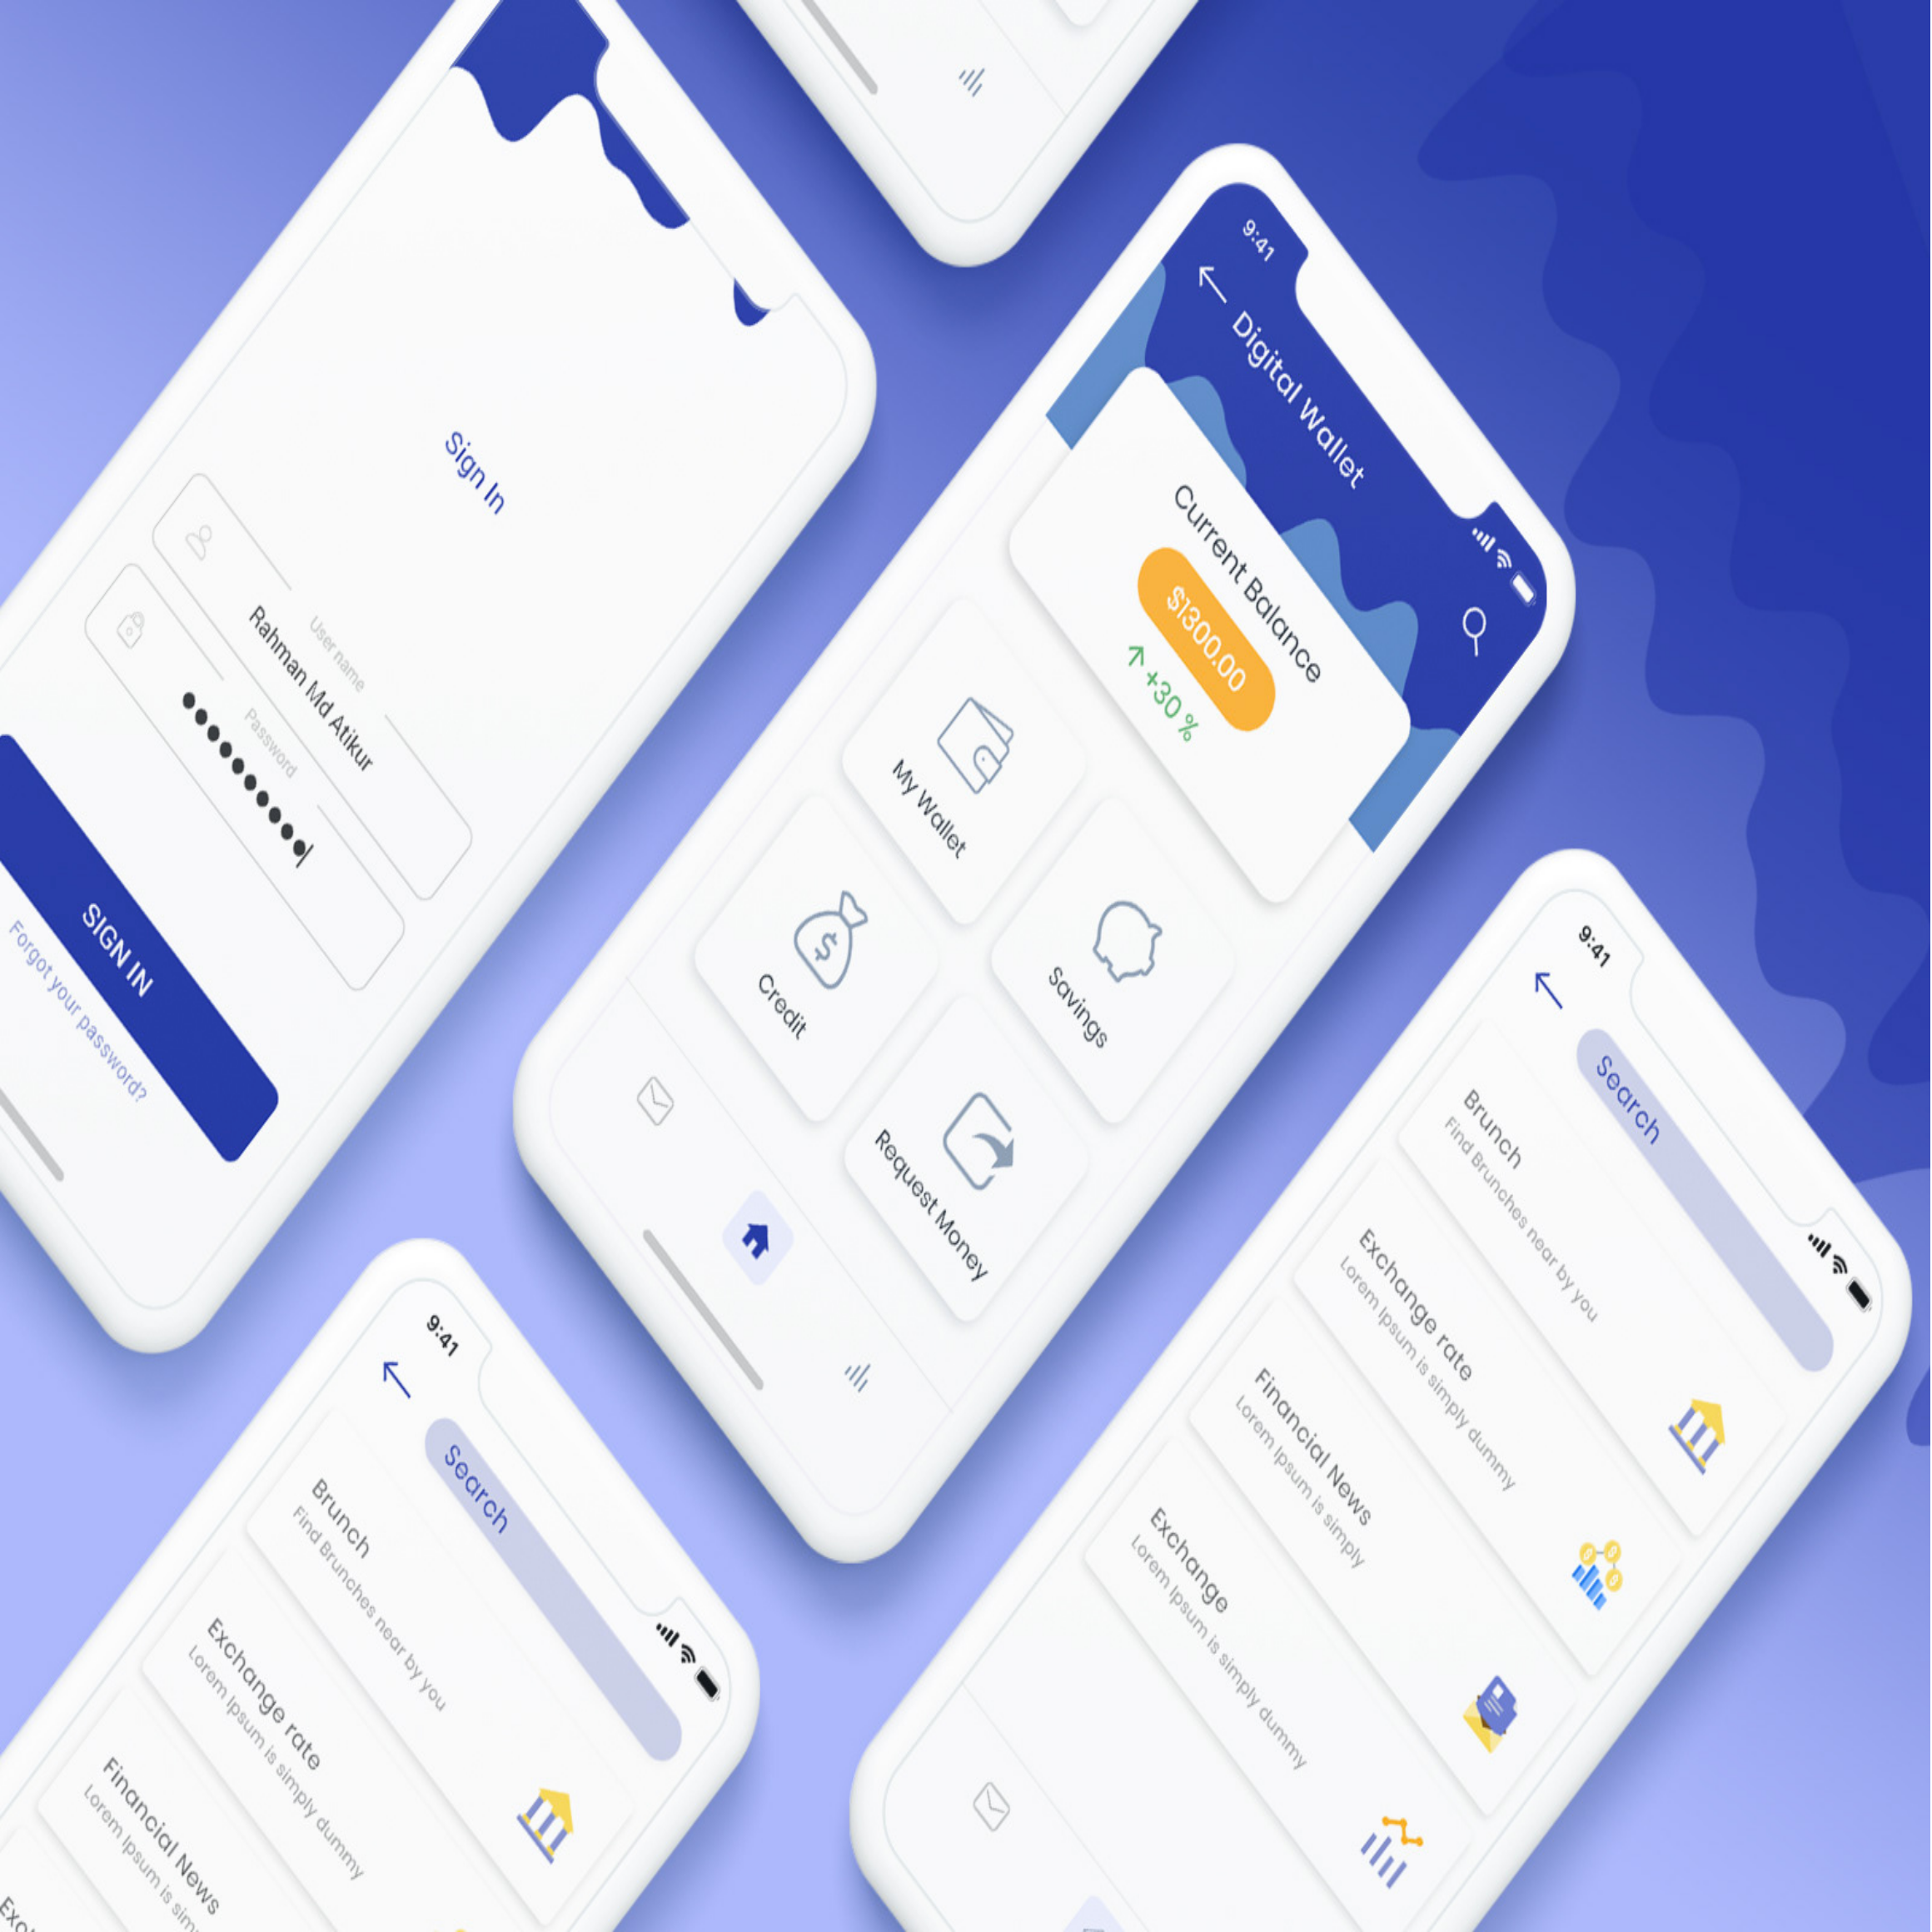 Sign In
User name
Rahman Md Atikur
Password
SIGN IN
Forgot your password?
9:41
Digital Wallet
Current Balance
$1300.00
+30%
My Wallet
Savings
Credit
Request Money
9:41
Search
Brunch
Find Brunches near by you
Exchange rate
Lorem Ipsum is simply dummy
Financial News
Lorem Ipsum is simply
Exchange
Lorem Ipsum is simply dummy
9:41
Search
Brunch
Find Brunches near by you
Exchange rate
Lorem Ipsum is simply dummy
Financial News
Lorem Ipsum is